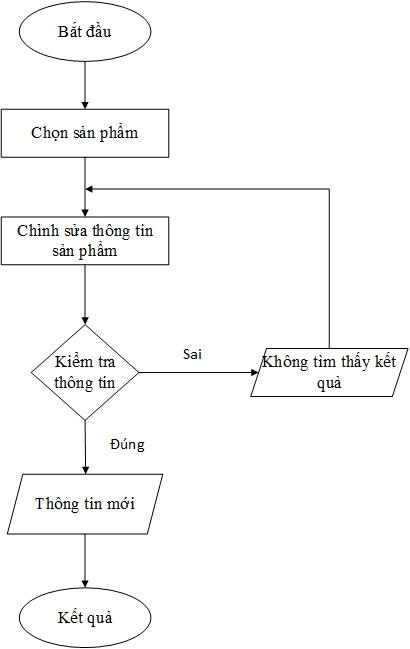 Bắt đầu
Chọn sản phẩm
Chỉnh sửa thông tin
sản phẩm
Kiểm tra
thông tin
Sai
Không tìm thấy kết
quả
Đúng
Thông tin mới
Kết quả